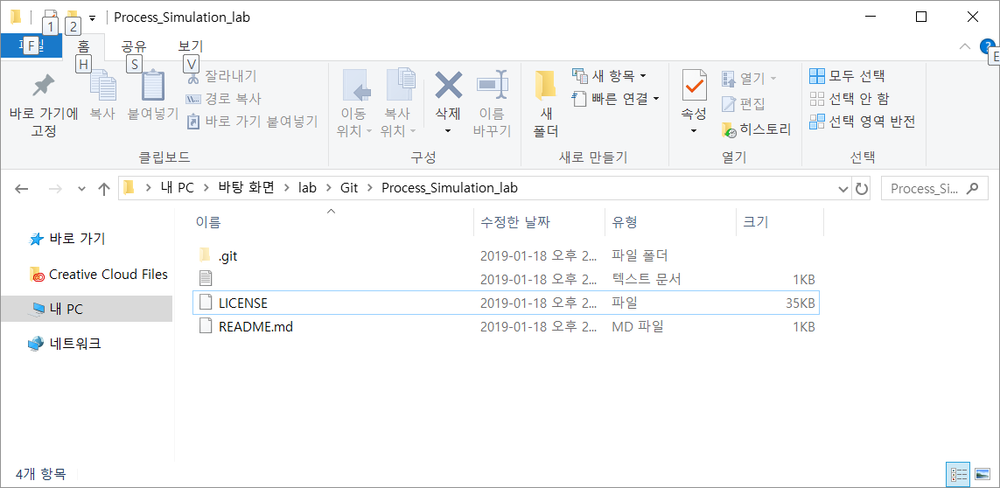 1 2 Process_Simulation_lab
F 홈 공유 보기
H S V E
바로 가기에 고정
복사
붙여넣기
잘라내기
경로 복사
바로 가기 붙여넣기
클립보드
이동 위치
복사 위치
삭제
이름 바꾸기
구성
새 폴더
새 항목
빠른 연결
새로 만들기
속성
열기
편집
히스토리
열기
모두 선택
선택 안 함
선택 영역 반전
선택
내 PC > 바탕 화면 > lab > Git > Process_Simulation_lab
Process_Si...
바로 가기
Creative Cloud Files
내 PC
네트워크
이름 수정한 날짜 유형 크기
.git 2019-01-18 오후 2... 파일 폴더
2019-01-18 오후 2... 텍스트 문서 1KB
LICENSE 2019-01-18 오후 2... 파일 35KB
README.md 2019-01-18 오후 2... MD 파일 1KB
4개 항목